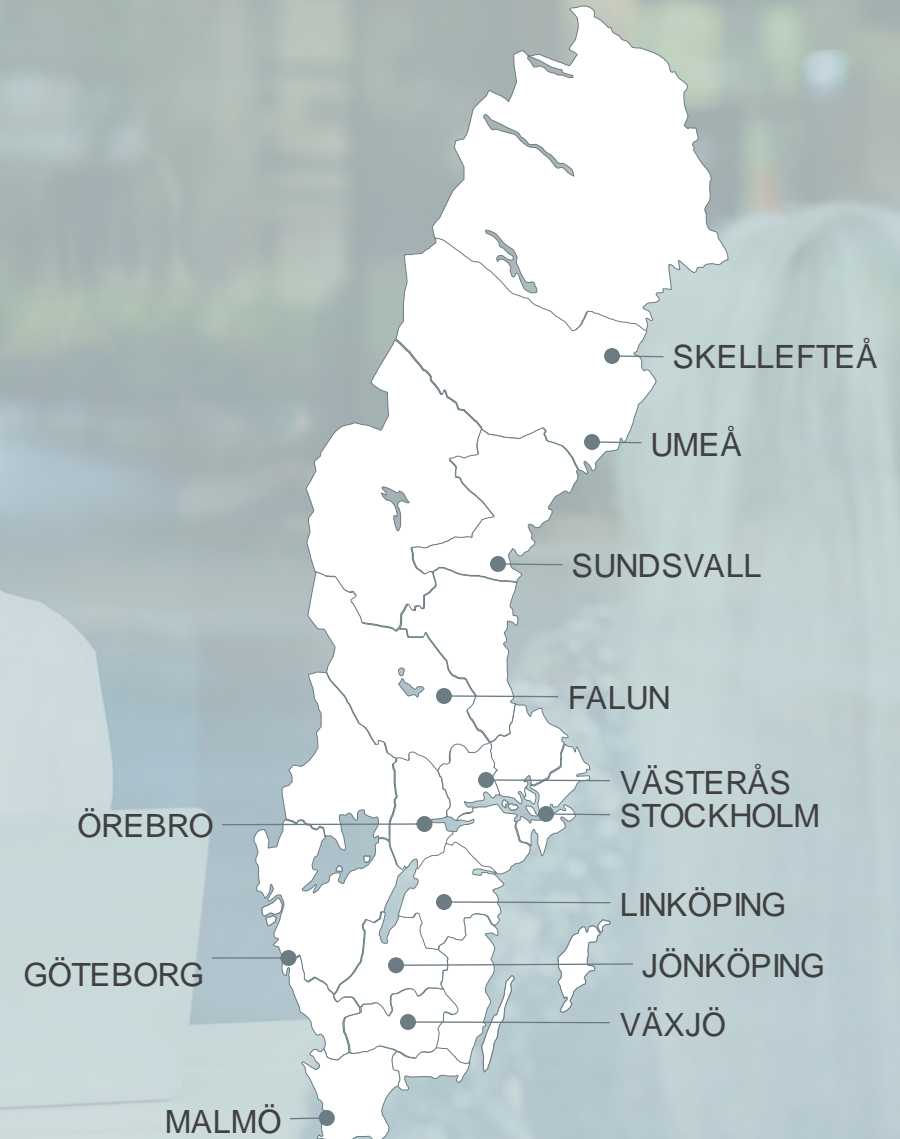 SKELLEFTEÅ
UMEÅ
SUNDSVALL
FALUN
VÄSTERÅS
STOCKHOLM
ÖREBRO
LINKÖPING
JÖNKÖPING
GÖTEBORG
VÄXJÖ
MALMÖ